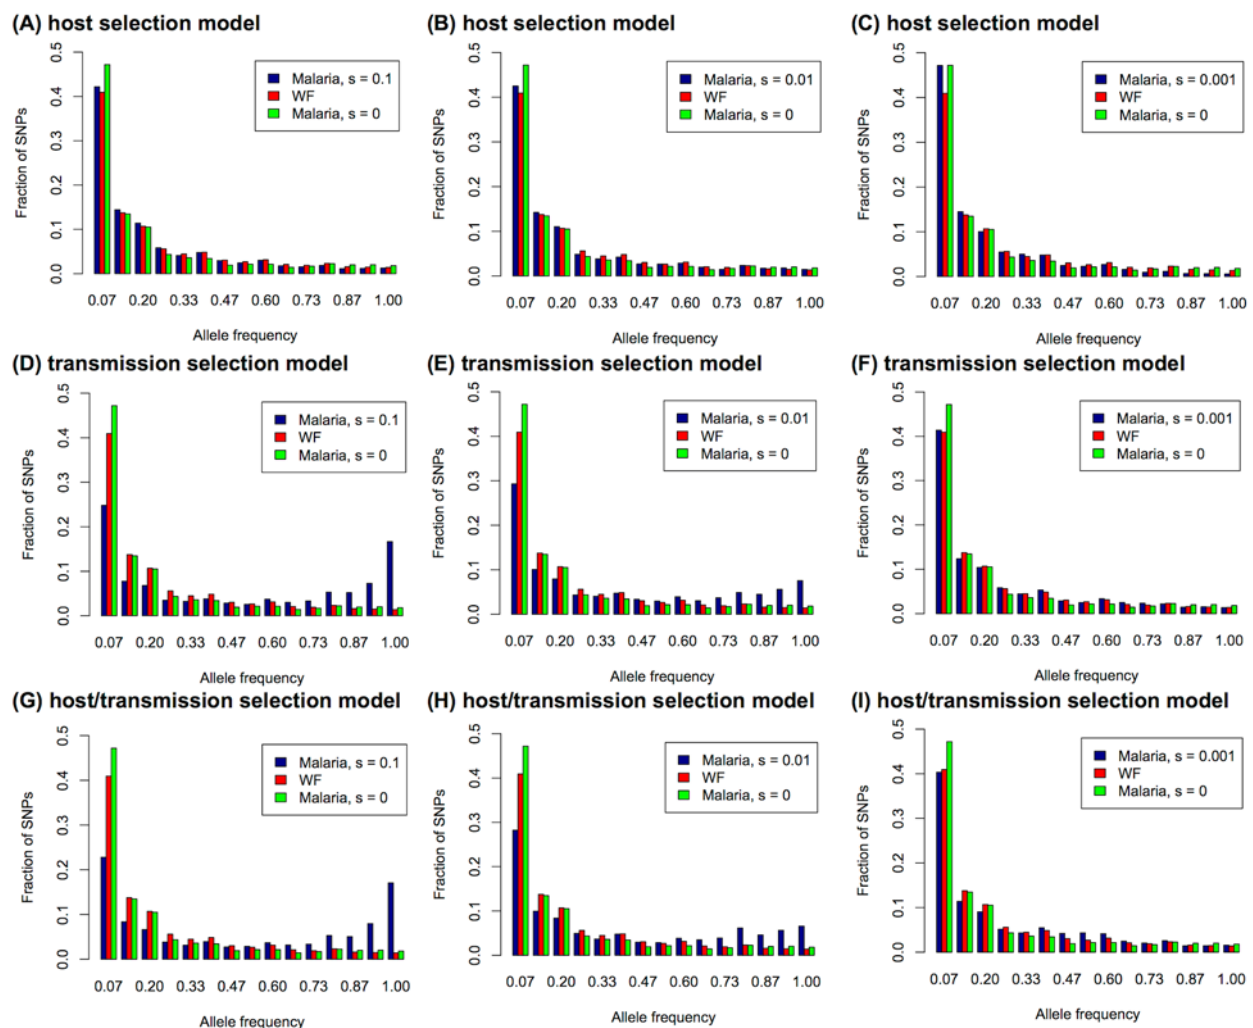 (A) host selection model
Fraction of SNPs
0.0 0.1 0.2 0.3 0.4 0.5
Malaria, s = 0.1
WF
Malaria, s = 0
0.07 0.20 0.33 0.47 0.60 0.73 0.87 1.00
Allele frequency
(B) host selection model
Fraction of SNPs
0.0 0.1 0.2 0.3 0.4 0.5
Malaria, s = 0.01
WF
Malaria, s = 0
0.07 0.20 0.33 0.47 0.60 0.73 0.87 1.00
Allele frequency
(C) host selection model
Fraction of SNPs
0.0 0.1 0.2 0.3 0.4 0.5
Malaria, s = 0.001
WF
Malaria, s = 0
0.07 0.20 0.33 0.47 0.60 0.73 0.87 1.00
Allele frequency
(D) transmission selection model
Fraction of SNPs
0.0 0.1 0.2 0.3 0.4 0.5
Malaria, s = 0.1
WF
Malaria, s = 0
0.07 0.20 0.33 0.47 0.60 0.73 0.87 1.00
Allele frequency
(E) transmission selection model
Fraction of SNPs
0.0 0.1 0.2 0.3 0.4 0.5
Malaria, s = 0.01
WF
Malaria, s = 0
0.07 0.20 0.33 0.47 0.60 0.73 0.87 1.00
Allele frequency
(F) transmission selection model
Fraction of SNPs
0.0 0.1 0.2 0.3 0.4 0.5
Malaria, s = 0.001
WF
Malaria, s = 0
0.07 0.20 0.33 0.47 0.60 0.73 0.87 1.00
Allele frequency
(G) host/transmission selection model
Fraction of SNPs
0.0 0.1 0.2 0.3 0.4 0.5
Malaria, s = 0.1
WF
Malaria, s = 0
0.07 0.20 0.33 0.47 0.60 0.73 0.87 1.00
Allele frequency
(H) host/transmission selection model
Fraction of SNPs
0.0 0.1 0.2 0.3 0.4 0.5
Malaria, s = 0.01
WF
Malaria, s = 0
0.07 0.20 0.33 0.47 0.60 0.73 0.87 1.00
Allele frequency
(I) host/transmission selection model
Fraction of SNPs
0.0 0.1 0.2 0.3 0.4 0.5
Malaria, s = 0.001
WF
Malaria, s = 0
0.07 0.20 0.33 0.47 0.60 0.73 0.87 1.00
Allele frequency